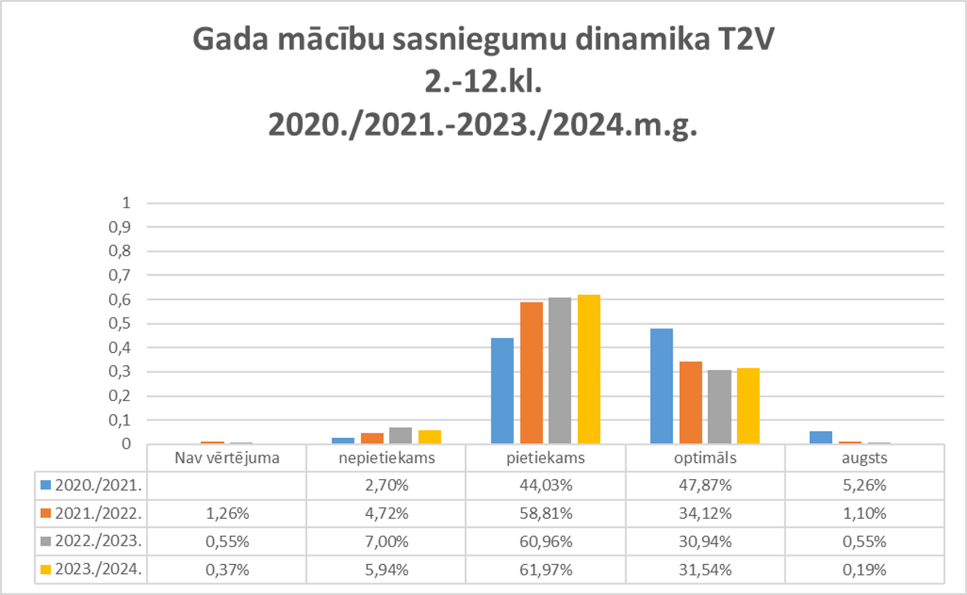 Gada mācību sasniegumu dinamika T2V
2.-12.kl.
2020./2021.-2023./2024.m.g.
1
0,9
0,8
0,7
0,6
0,5
0,4
0,3
0,2
0,1
0
Nav vērtējuma nepietiekams pietiekams optimāls augsts
2020./2021. 2,70% 44,03% 47,87% 5,26%
2021./2022. 1,26% 4,72% 58,81% 34,12% 1,10%
2022./2023. 0,55% 7,00% 60,96% 30,94% 0,55%
2023./2024. 0,37% 5,94% 61,97% 31,54% 0,19%